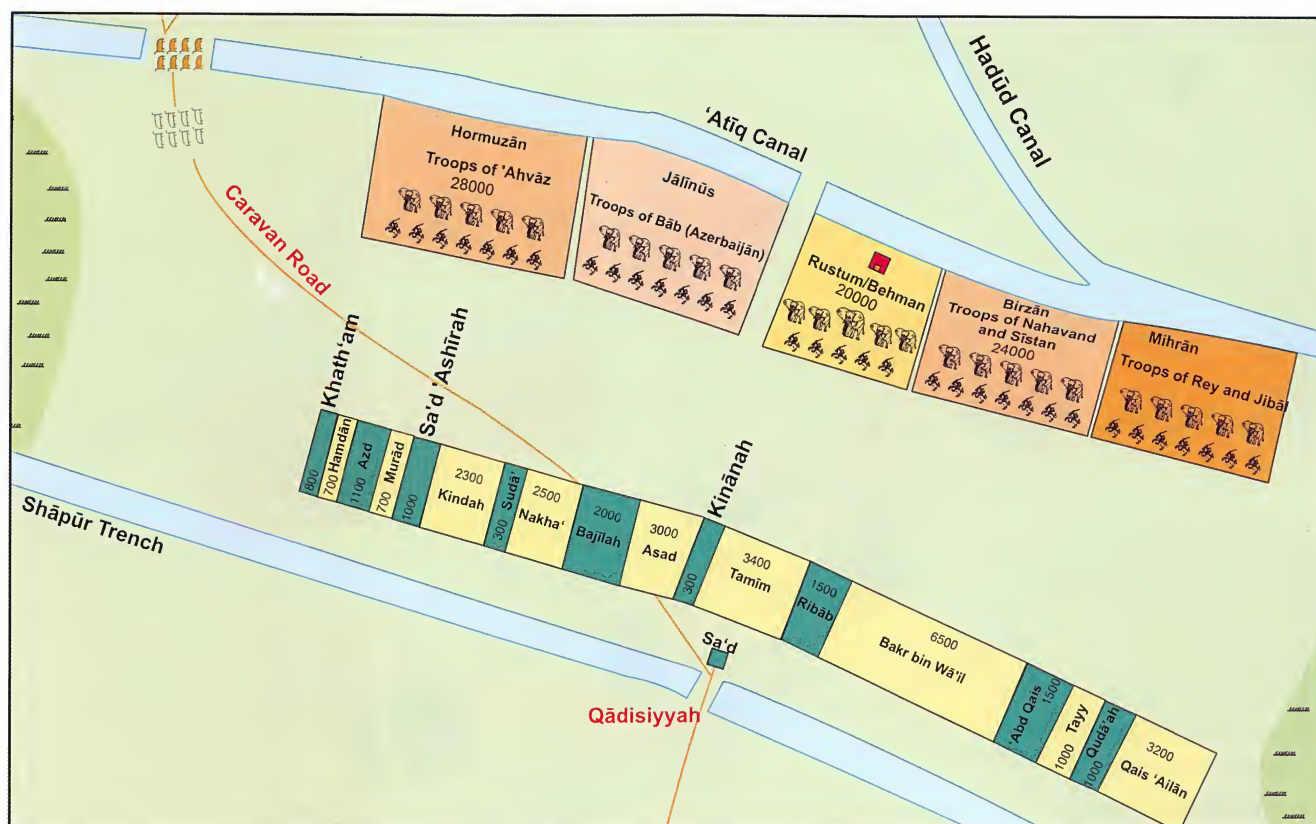 Hadūd Canal
'Atīq Canal
Hormuzān
Troops of 'Ahvāz
28000
Jālīnūs
Troops of Bāb (Azerbaijān)
Rustum/Behman
20000
Birzān
Troops of Nahavand
and Sīstan
24000
Mihrān
Troops of Rey and Jibāl
Caravan Road
Khath'am
800
Hamdān
700
Azd
1100
Murād
700
Sa'd 'Ashīrah
1000
2300
Kindah
Sudā'
300
2500
Nakha'
2000
Bajīlah
3000
Asad
Kinānah
300
3400
Tamīm
1500
Ribāb
6500
Bakr bin Wā'il
'Abd Qais
1500
Tayy
1000
Qudā'ah
1000
3200
Qais 'Ailān
Shāpūr Trench
Sa'd
Qādisiyyah